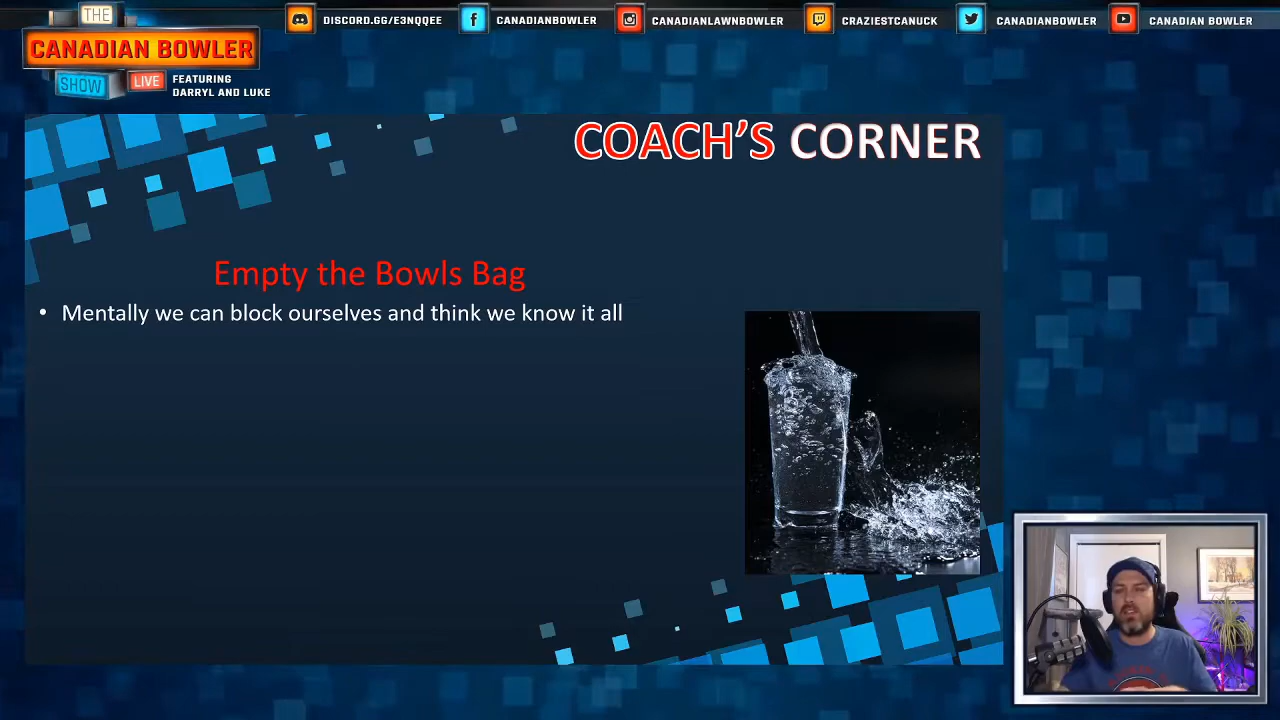 THE
CANADIAN BOWLER
SHOW
LIVE
FEATURING
DARRYL AND LUKE
DISCORD.GG/E3NQQEE
CANADIANBOWLER
CANADIANLAWNBOWLER
CRAZIESTCANUCK
CANADIANBOWLER
CANADIAN BOWLER
COACH'S CORNER
Empty the Bowls Bag
• Mentally we can block ourselves and think we know it all